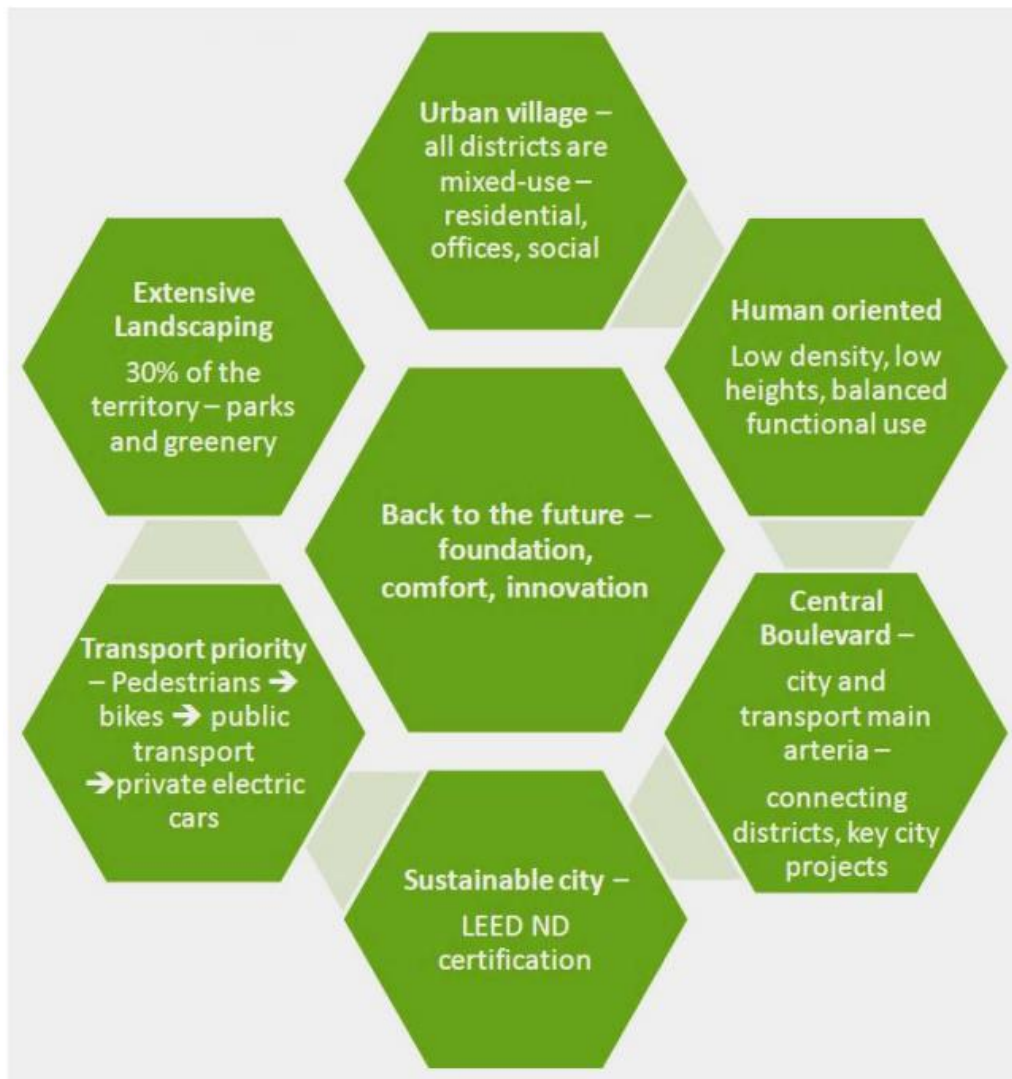 Urban village –
all districts are
mixed-use –
residential,
offices, social
Human oriented
Low density, low
heights, balanced
functional use
Central
Boulevard –
city and
transport main
arteria –
connecting
districts, key city
projects
Sustainable city –
LEED ND
certification
Transport priority
– Pedestrians ➔
bikes ➔ public
transport
➔private electric
cars
Extensive
Landscaping
30% of the
territory – parks
and greenery
Back to the future –
foundation,
comfort, innovation